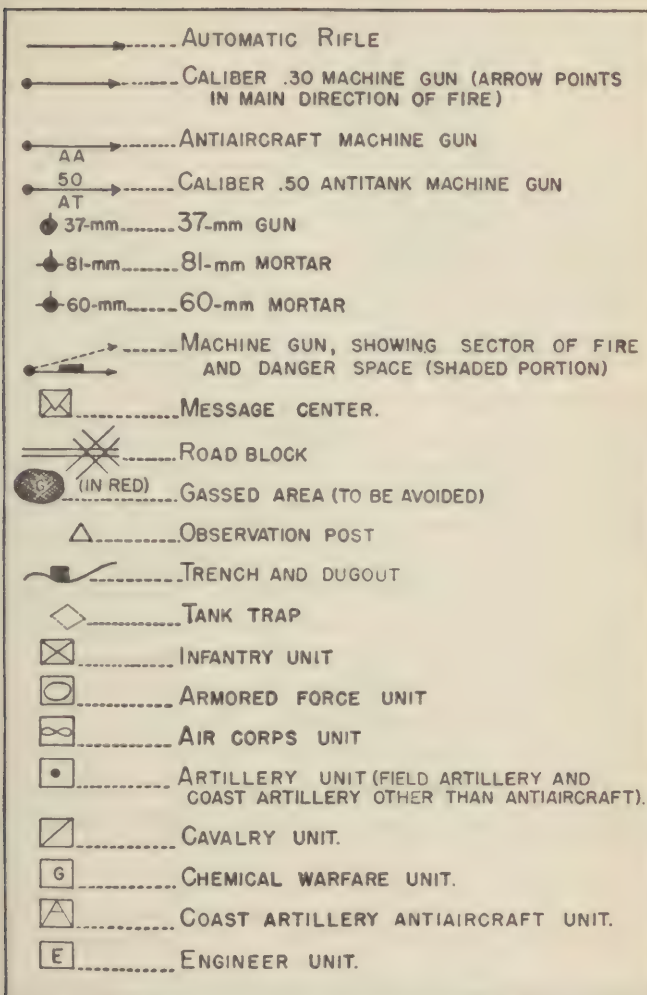 AUTOMATIC RIFLE
CALIBER .30 MACHINE GUN (ARROW POINTS
IN MAIN DIRECTION OF FIRE)
ANTIAIRCRAFT MACHINE GUN
AA
50
CALIBER .50 ANTITANK MACHINE GUN
AT
37-mm 37-mm GUN
81-mm 81-mm MORTAR
60-mm 60-mm MORTAR
MACHINE GUN, SHOWING SECTOR OF FIRE
AND DANGER SPACE (SHADED PORTION)
MESSAGE CENTER.
ROAD BLOCK
G (IN RED) GASSED AREA (TO BE AVOIDED)
OBSERVATION POST
TRENCH AND DUGOUT
TANK TRAP
INFANTRY UNIT
ARMORED FORCE UNIT
AIR CORPS UNIT
ARTILLERY UNIT (FIELD ARTILLERY AND
COAST ARTILLERY OTHER THAN ANTIAIRCRAFT).
CAVALRY UNIT.
G CHEMICAL WARFARE UNIT.
COAST ARTILLERY ANTIAIRCRAFT UNIT.
E ENGINEER UNIT.